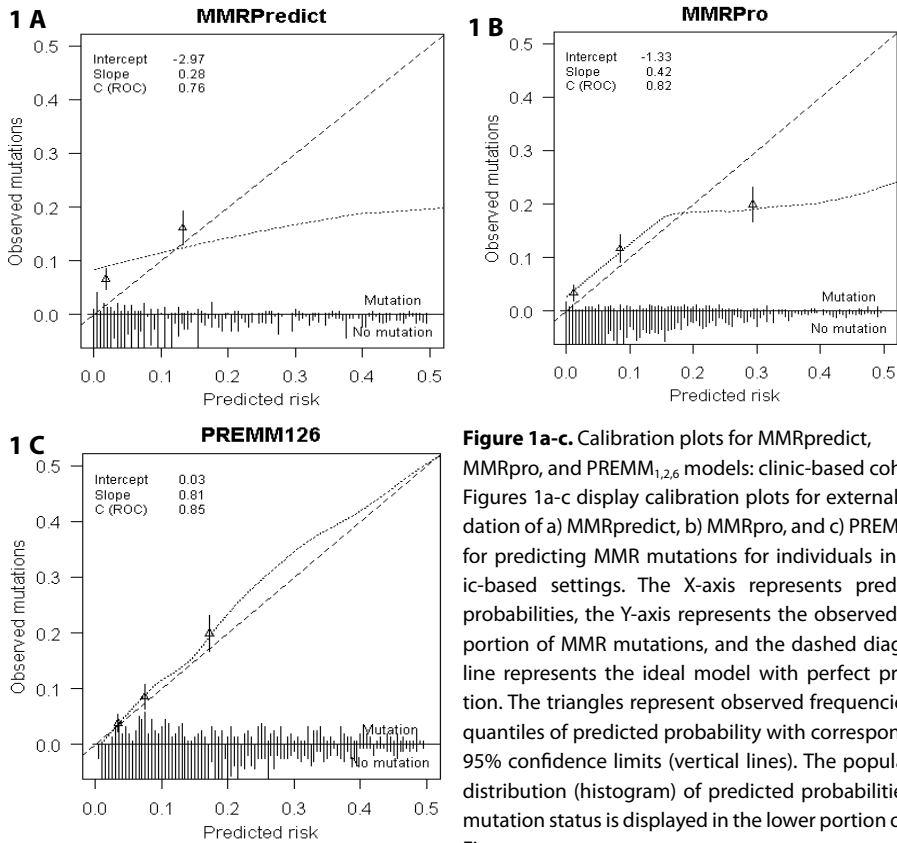 1 A
MMRPredict
Intercept -2.97
Slope 0.28
C (ROC) 0.76
Observed mutations
0.5
0.4
0.3
0.2
0.1
0.0
Mutation
No mutation
0.0 0.1 0.2 0.3 0.4 0.5
Predicted risk
1 B
MMRPro
Intercept -1.33
Slope 0.42
C (ROC) 0.82
Observed mutations
0.5
0.4
0.3
0.2
0.1
0.0
Mutation
No mutation
0.0 0.1 0.2 0.3 0.4 0.5
Predicted risk
1 C
PREMM126
Intercept 0.03
Slope 0.81
C (ROC) 0.85
Observed mutations
0.5
0.4
0.3
0.2
0.1
0.0
Mutation
No mutation
0.0 0.1 0.2 0.3 0.4 0.5
Predicted risk
Figure 1a-c. Calibration plots for MMRpredict,
MMRpro, and PREMM1,2,6 models: clinic-based coh
Figures 1a-c display calibration plots for external
dation of a) MMRpredict, b) MMRpro, and c) PREM
for predicting MMR mutations for individuals in
ic-based settings. The X-axis represents pred
probabilities, the Y-axis represents the observed
portion of MMR mutations, and the dashed diag
line represents the ideal model with perfect pr
tion. The triangles represent observed frequencie
quantiles of predicted probability with correspon
95% confidence limits (vertical lines). The popula
distribution (histogram) of predicted probabilitie
mutation status is displayed in the lower portion o